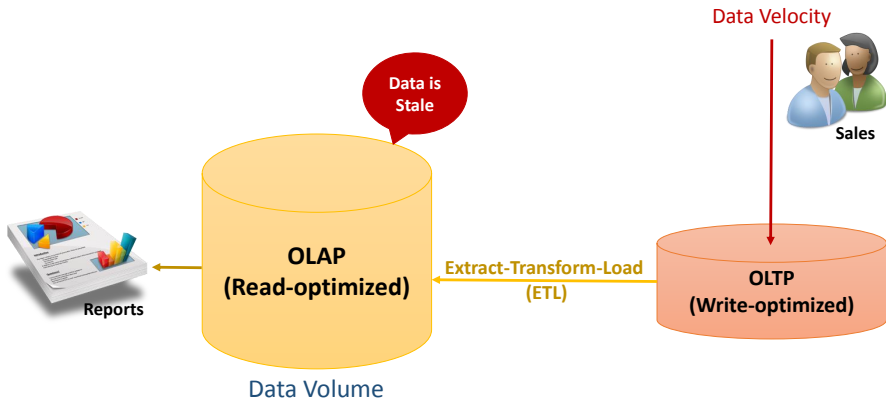 Data Velocity
Data is
Stale
Sales
OLAP
(Read-optimized)
Extract-Transform-Load
(ETL)
OLTP
(Write-optimized)
Reports
Data Volume